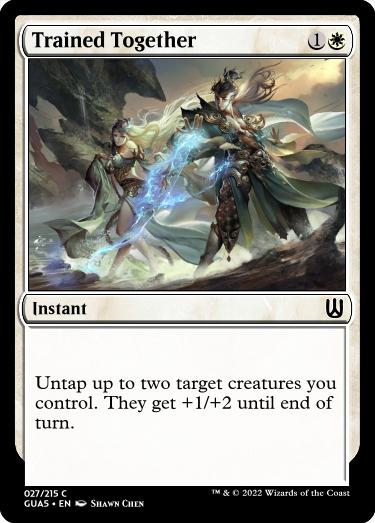 Trained Together 1
Instant
Untap up to two target creatures you
control. They get +1/+2 until end of
turn.
027/215 C
GUA5 • EN Shawn Chen
™ & © 2022 Wizards of the Coast